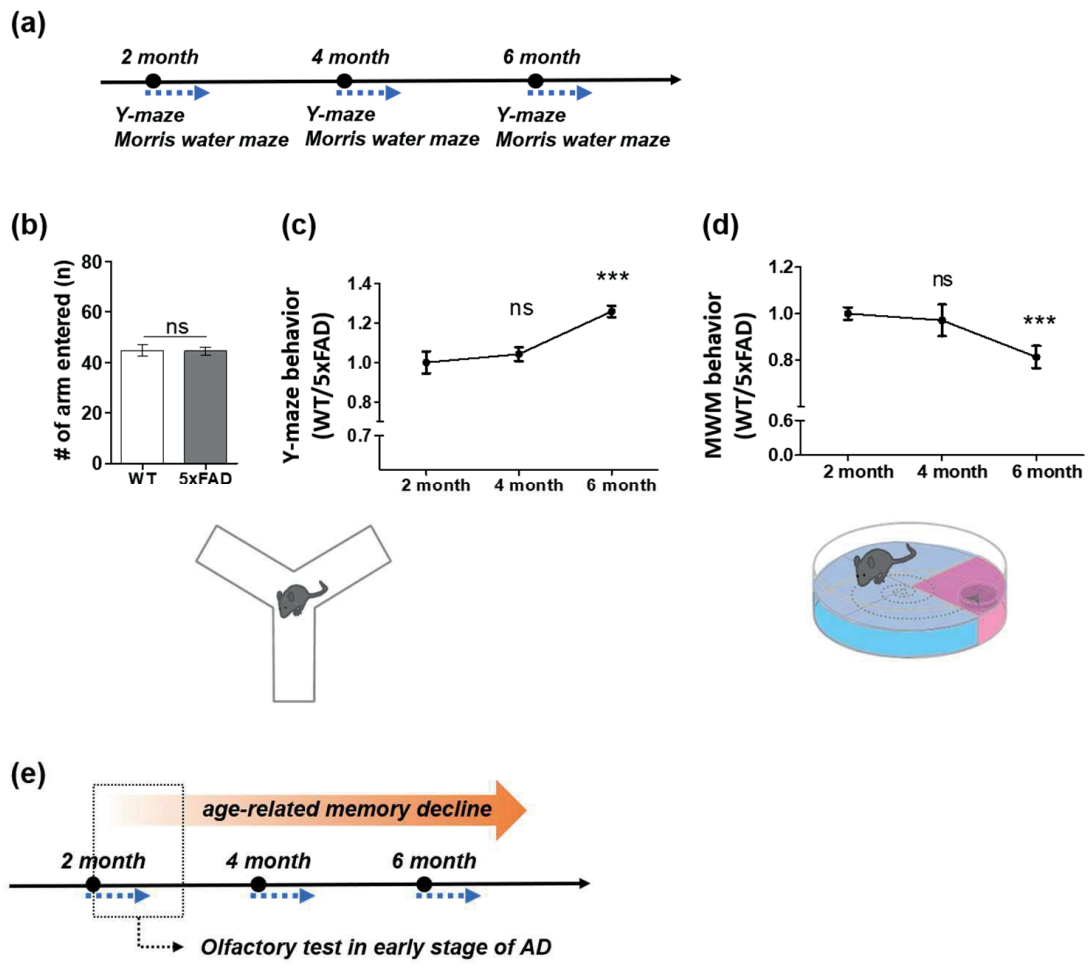 (a)
2 month 4 month 6 month
Y-maze Y-maze Y-maze
Morris water maze Morris water maze Morris water maze
(b)
# of arm entered (n)
80
60
40
20
0
ns
WT 5xFAD
(c)
Y-maze behavior
(WT/5xFAD)
1.4
1.2
1.0
0.8
0.7
ns
***
2 month 4 month 6 month
(d)
MWM behavior
(WT/5xFAD)
1.2
1.0
0.8
0.6
0.0
ns
***
2 month 4 month 6 month
(e)
age-related memory decline
2 month 4 month 6 month
Olfactory test in early stage of AD